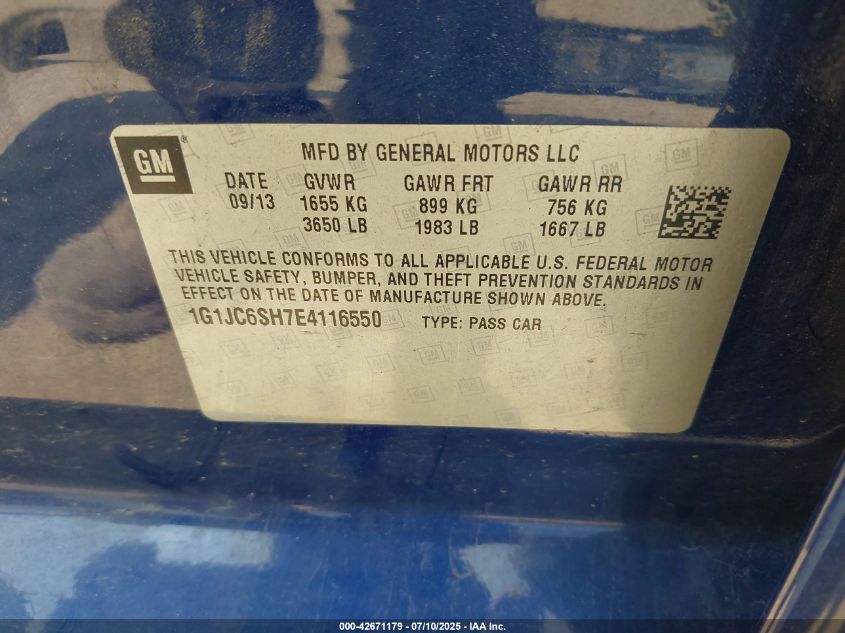 GM
MFD BY GENERAL MOTORS LLC
DATE GVWR GAWR FRT GAWR RR
09/13 1655 KG 899 KG 756 KG
3650 LB 1983 LB 1667 LB
THIS VEHICLE CONFORMS TO ALL APPLICABLE U.S. FEDERAL MOTOR
VEHICLE SAFETY, BUMPER, AND THEFT PREVENTION STANDARDS IN
EFFECT ON THE DATE OF MANUFACTURE SHOWN ABOVE.
1G1JC6SH7E4116550 TYPE: PASS CAR
000-42671179 - 07/10/2025 - IAA Inc.